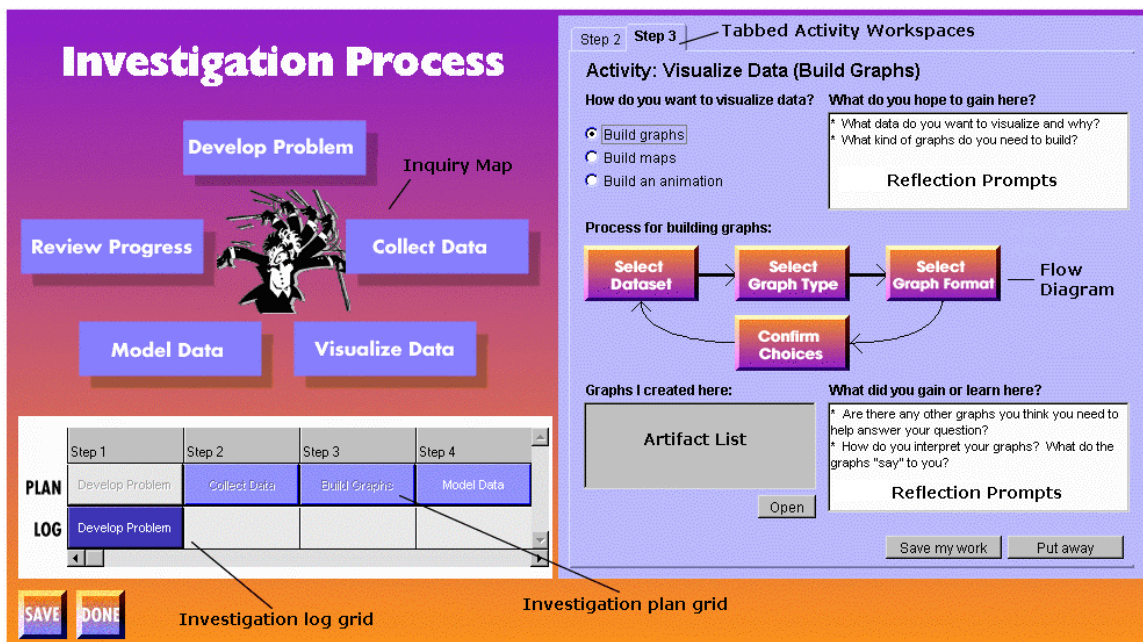 Investigation Process
Develop Problem
Inquiry Map
Review Progress
Collect Data
Model Data
Visualize Data
Step 1 Step 2 Step 3 Step 4
PLAN Develop Problem Collect Data Build Graphs Model Data
LOG Develop Problem
Investigation log grid
Investigation plan grid
SAVE DONE
Step 2 Step 3 Tabbed Activity Workspaces
Activity: Visualize Data (Build Graphs)
How do you want to visualize data?
Build graphs
Build maps
Build an animation
What do you hope to gain here?
* What data do you want to visualize and why?
* What kind of graphs do you need to build?
Reflection Prompts
Process for building graphs:
Select
Dataset
Select
Graph Type
Select
Graph Format
Flow
Diagram
Confirm
Choices
Graphs I created here:
Artifact List
Open
What did you gain or learn here?
* Are there any other graphs you think you need to
help answer your question?
* How do you interpret your graphs? What do the
graphs "say" to you?
Reflection Prompts
Save my work Put away